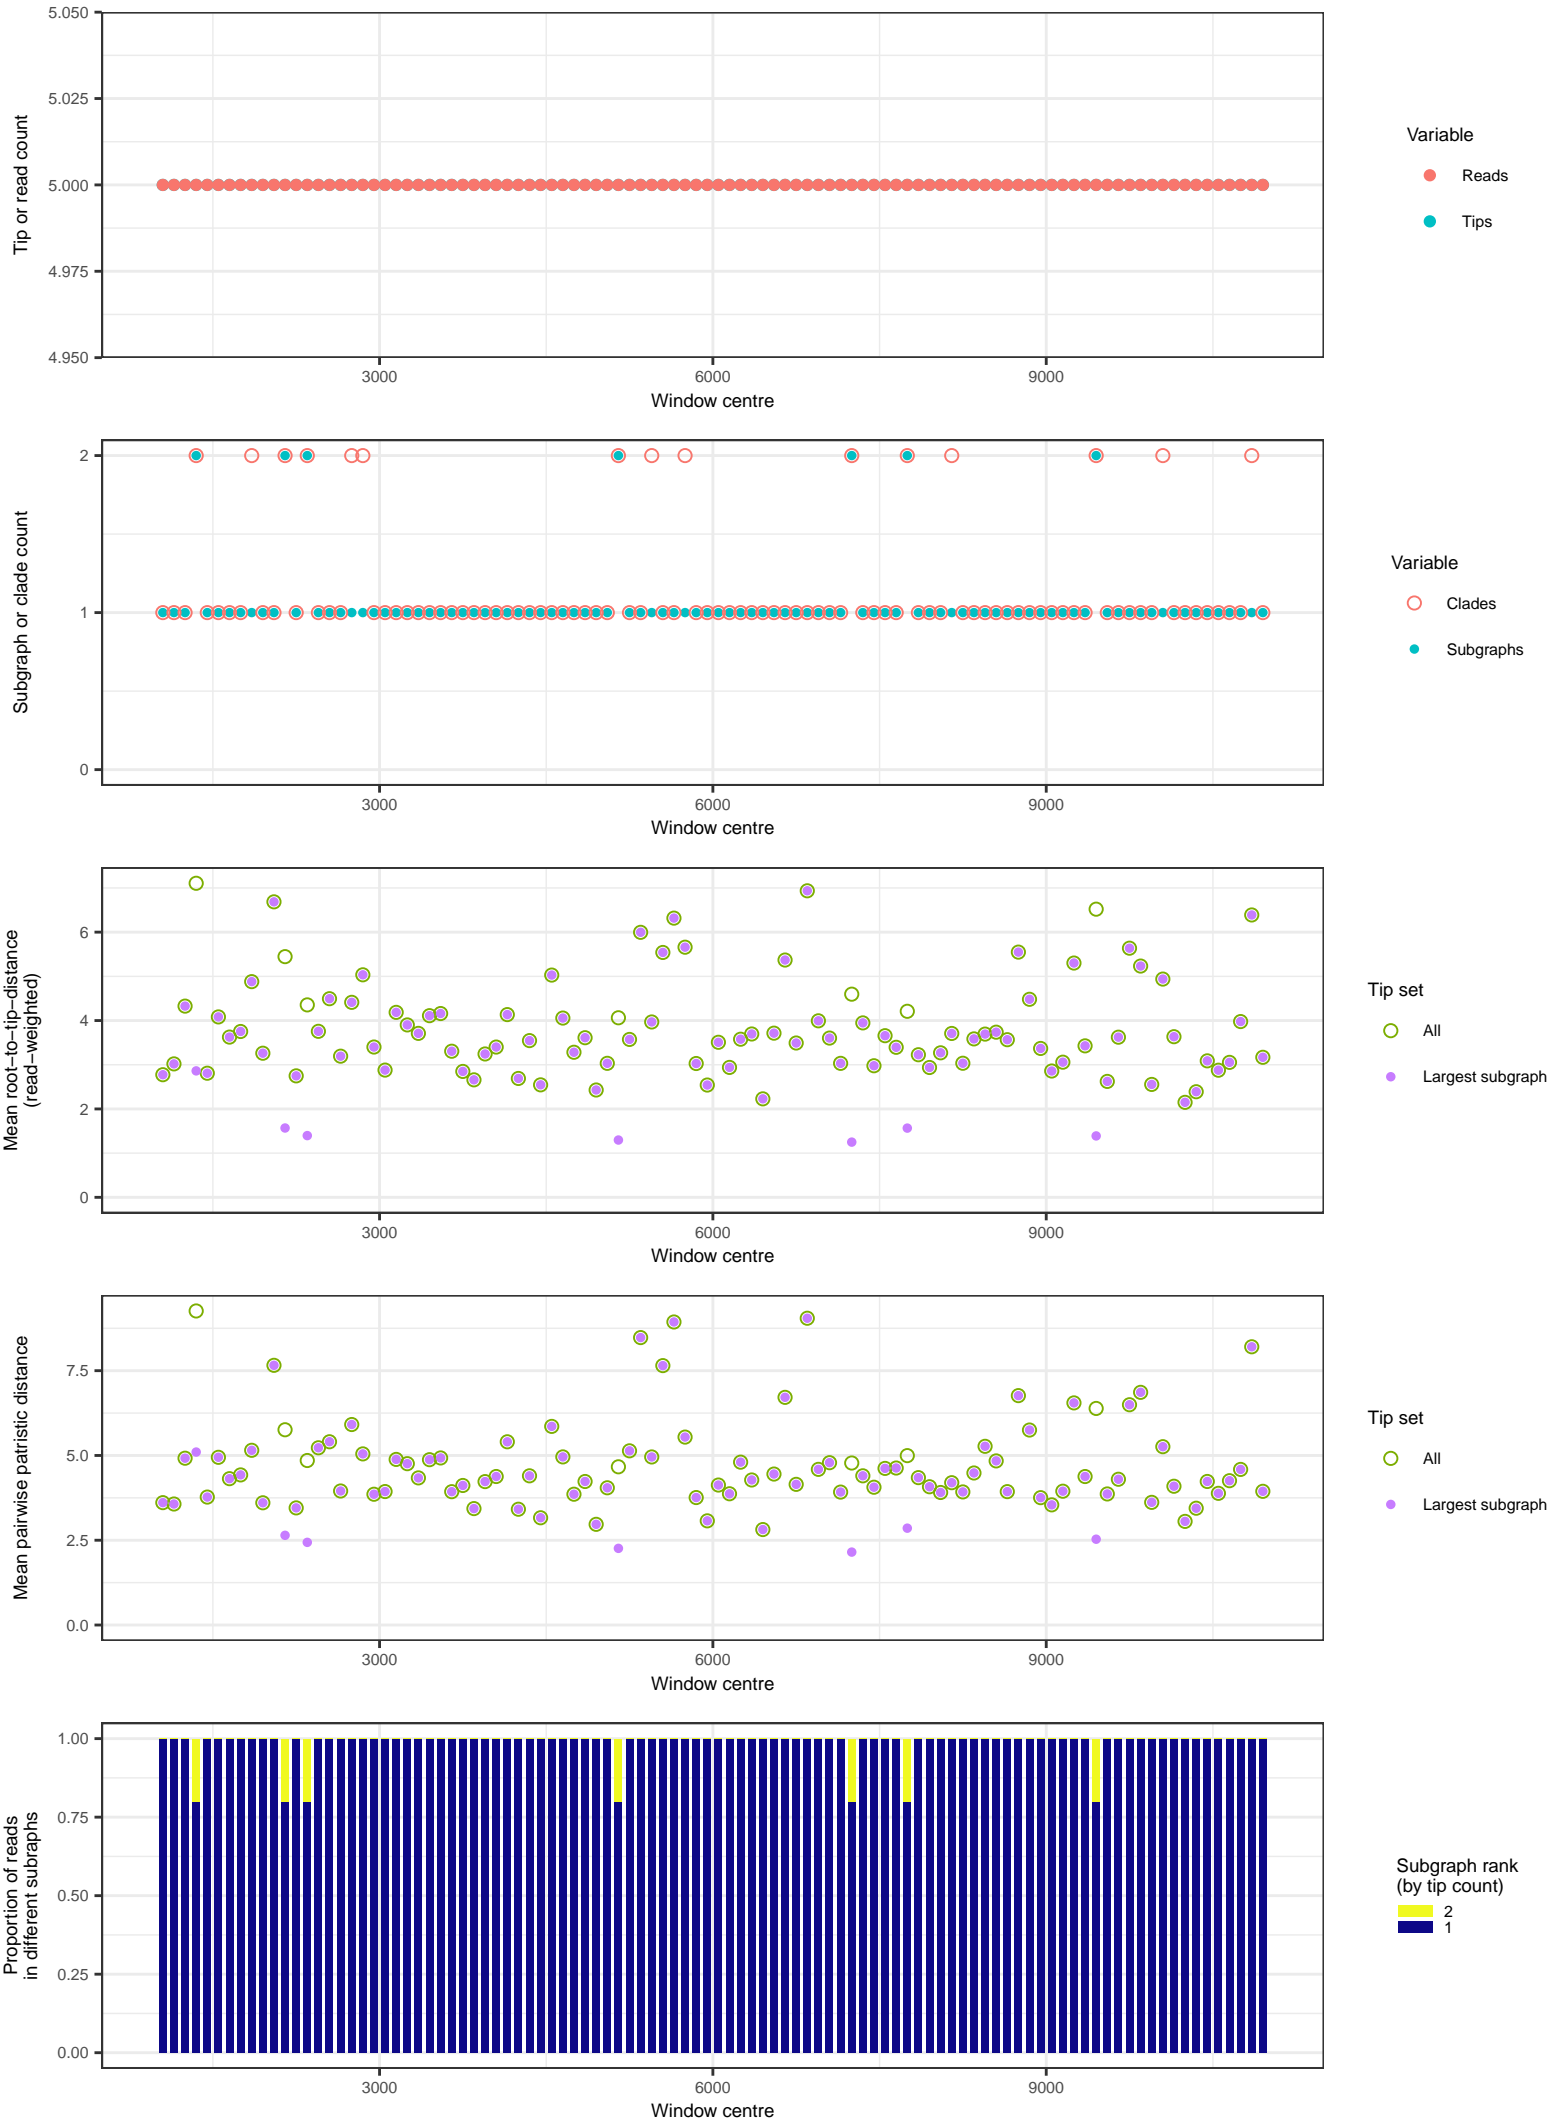 5.050
5.025
5.000
4.975
4.950
Tip or read count
3000 6000 9000
Window centre
Variable
Reads
Tips
2
1
0
Subgraph or clade count
3000 6000 9000
Window centre
Variable
Clades
Subgraphs
6
4
2
0
Mean root−to−tip−distance
(read−weighted)
3000 6000 9000
Window centre
Tip set
All
Largest subgraph
7.5
5.0
2.5
0.0
Mean pairwise patristic distance
3000 6000 9000
Window centre
Tip set
All
Largest subgraph
1.00
0.75
0.50
0.25
0.00
Proportion of reads
in different subraphs
3000 6000 9000
Window centre
Subgraph rank
(by tip count)
2
1